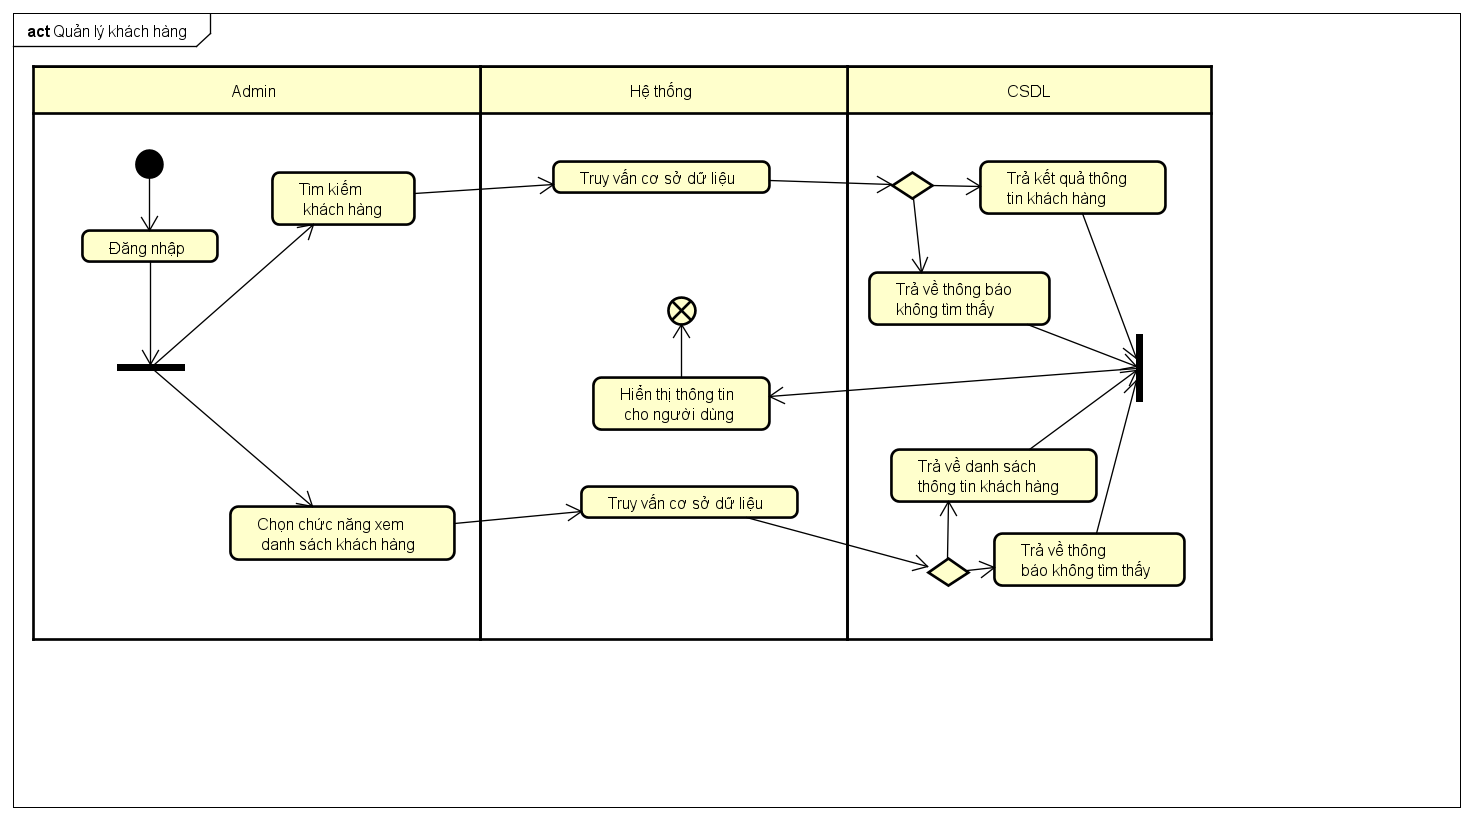 act Quản lý khách hàng
Admin
Hệ thống
CSDL
Tìm kiếm
khách hàng
Truy vấn cơ sở dữ liệu
Trả kết quả thông
tin khách hàng
Đăng nhập
Trả về thông báo
không tìm thấy
Hiển thị thông tin
cho người dùng
Trả về danh sách
thông tin khách hàng
Truy vấn cơ sở dữ liệu
Chọn chức năng xem
danh sách khách hàng
Trả về thông
báo không tìm thấy